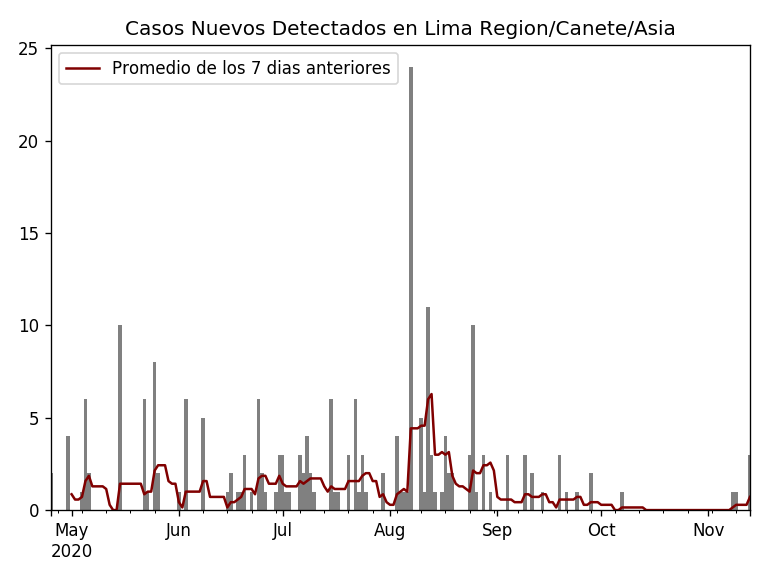 Casos Nuevos Detectados en Lima Region/Canete/Asia
Promedio de los 7 dias anteriores
25
20
15
10
5
0
May Jun Jul Aug Sep Oct Nov
2020